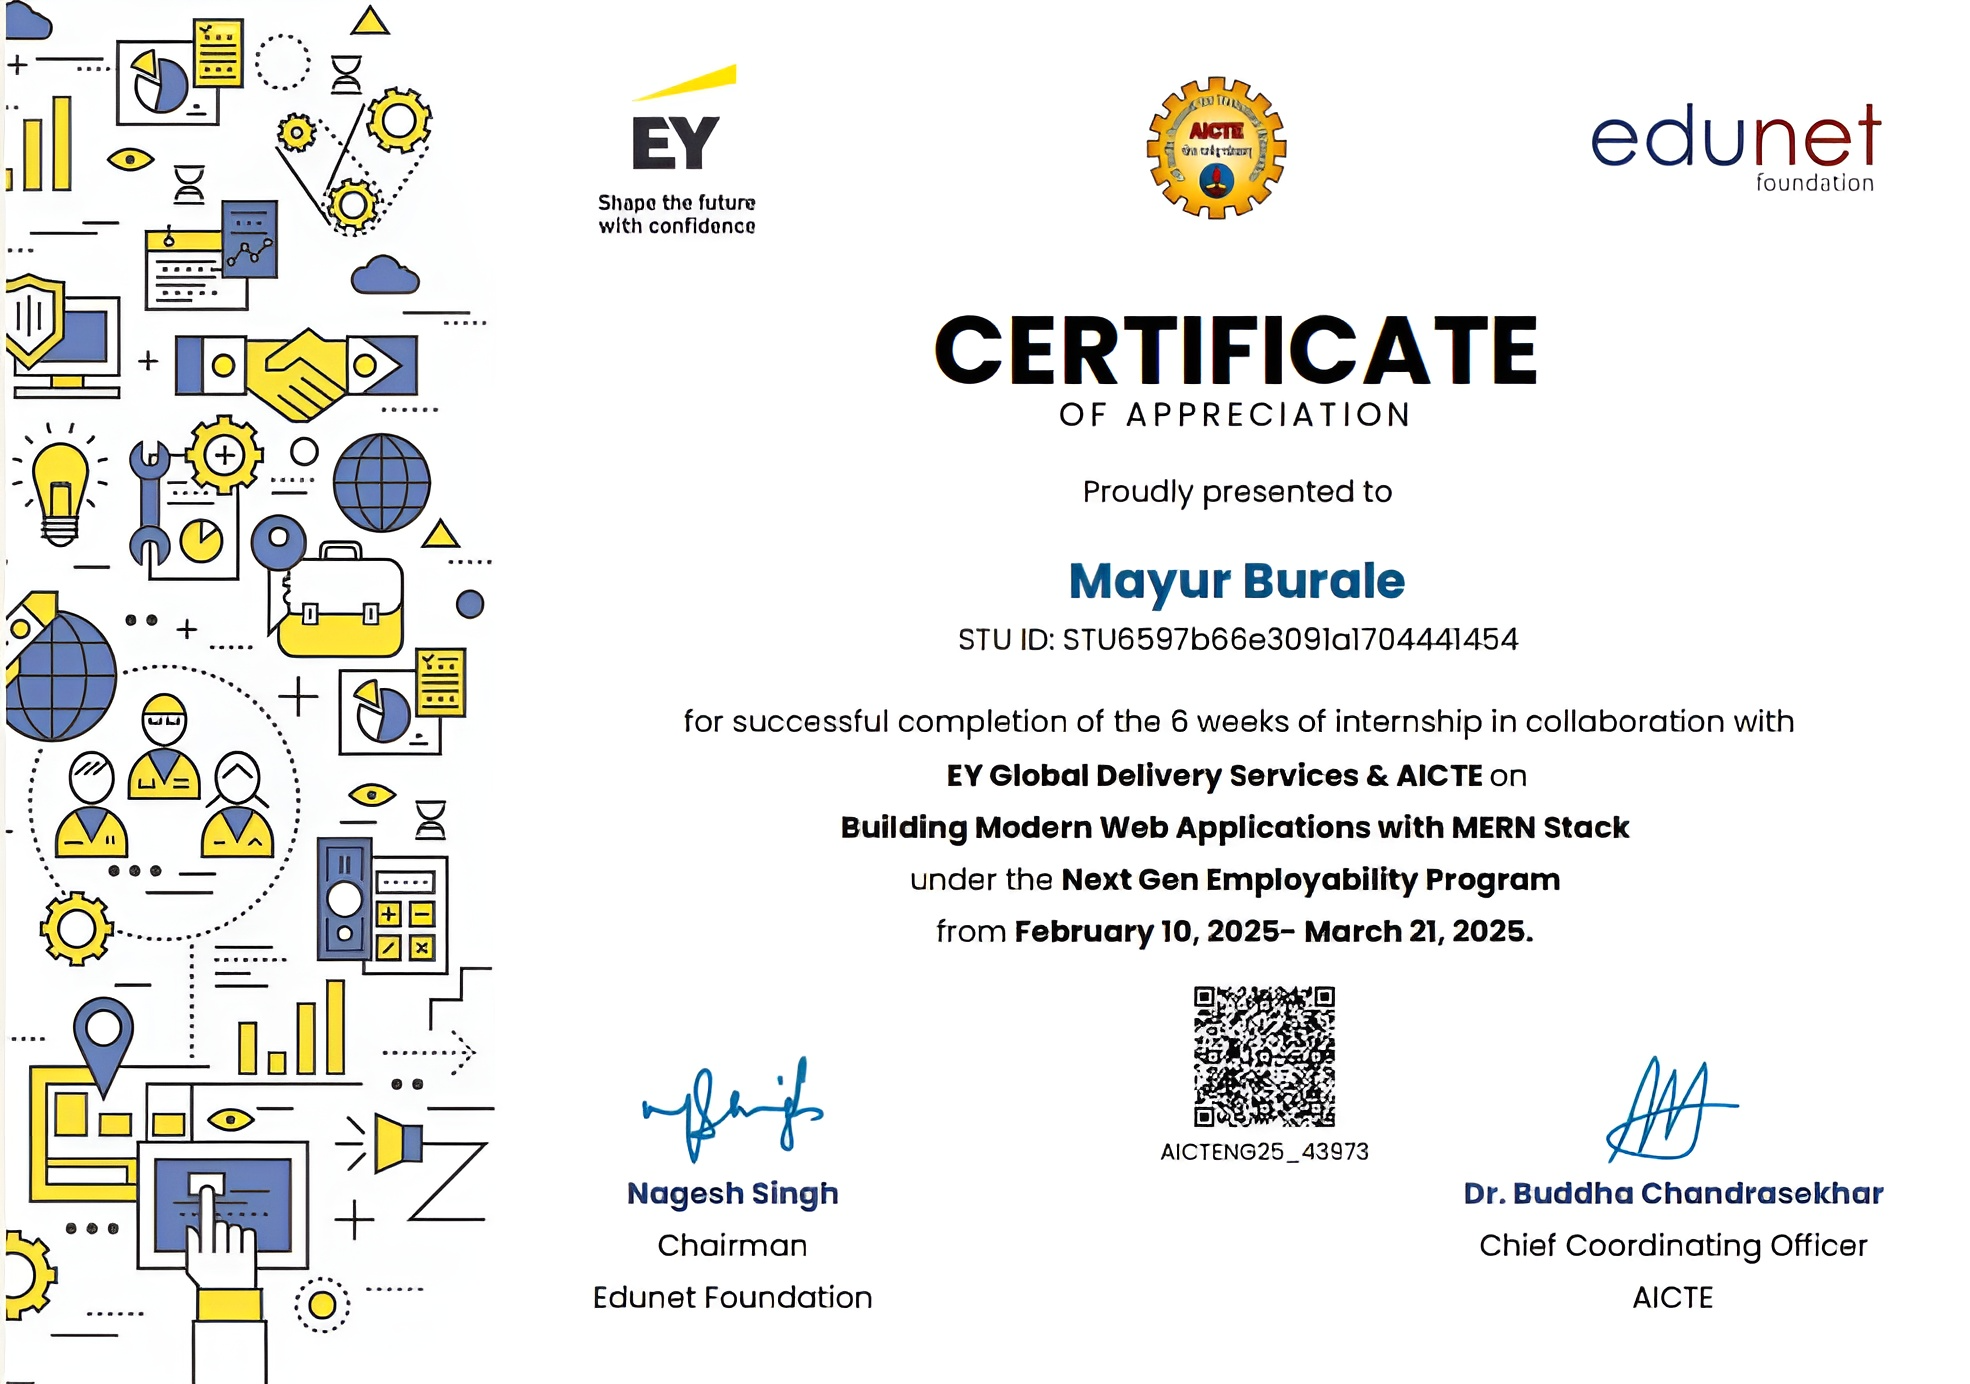 EY
Shape the future
with confidence
AICTE
edunet
foundation
CERTIFICATE
OF APPRECIATION
Proudly presented to
Mayur Burale
STU ID: STU6597b66e3091a1704441454
for successful completion of the 6 weeks of internship in collaboration with
EY Global Delivery Services & AICTE on
Building Modern Web Applications with MERN Stack
under the Next Gen Employability Program
from February 10, 2025- March 21, 2025.
AICTENG25_43973
Nagesh Singh
Chairman
Edunet Foundation
Dr. Buddha Chandrasekhar
Chief Coordinating Officer
AICTE